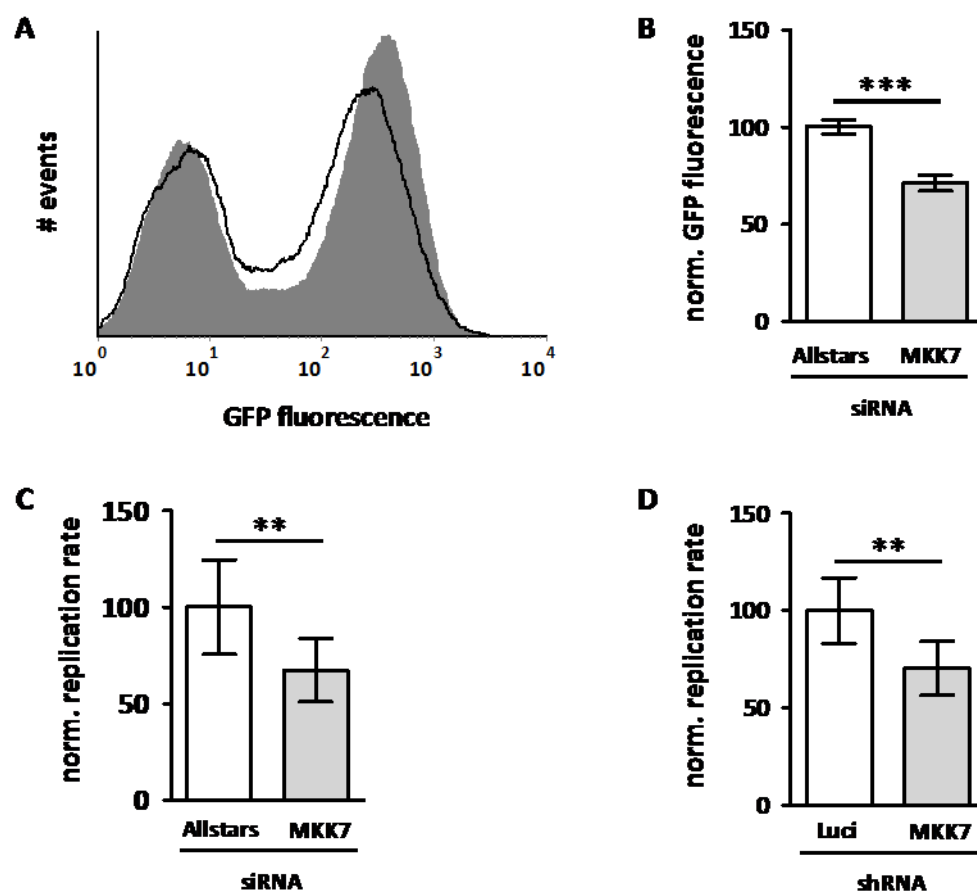 A
# events
10^0 10^1 10^2 10^3 10^4
GFP fluorescence
B
norm. GFP fluorescence
150
100
50
0
***
Allstars MKK7
siRNA
C
norm. replication rate
150
100
50
0
**
Allstars MKK7
siRNA
D
norm. replication rate
150
100
50
0
**
Luci MKK7
shRNA